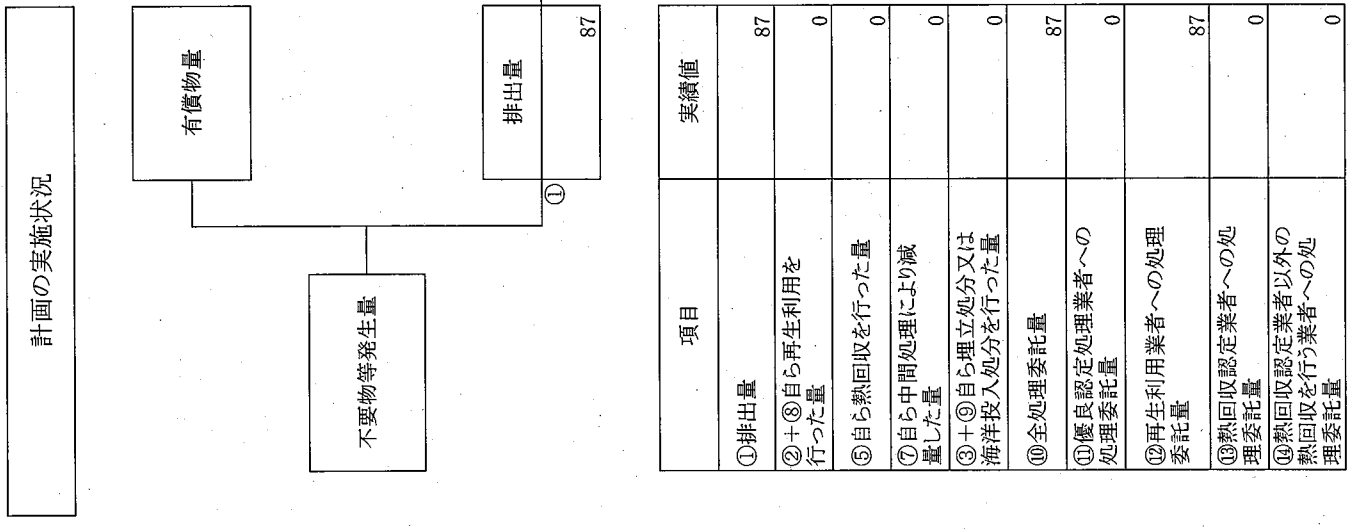 計画の実施状況
有償物量
不要物等発生量
排出量
①
87
項目
実績値
①排出量
87
②+⑧自ら再生利用を
行った量
0
⑤自ら熱回収を行った量
0
⑦自ら中間処理により減
量した量
0
③+⑨自ら埋立処分又は
海洋投入処分を行った量
0
⑩全処理委託量
87
⑪優良認定処理業者への
処理委託量
0
⑫再生利用業者への処理
委託量
87
⑬熱回収認定業者への処
理委託量
0
⑭熱回収認定業者以外の
熱回収を行う業者への処
理委託量
0